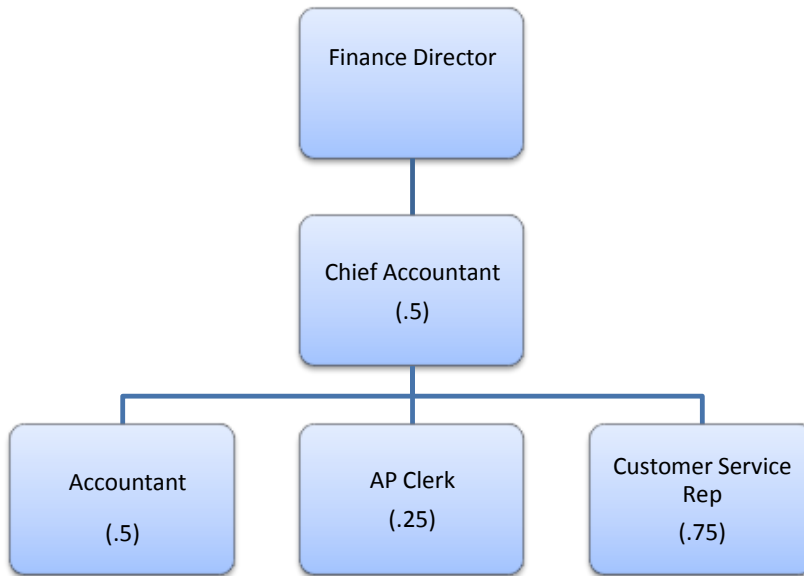 Finance Director
Chief Accountant
(.5)
Accountant
(.5)
AP Clerk
(.25)
Customer Service
Rep
(.75)